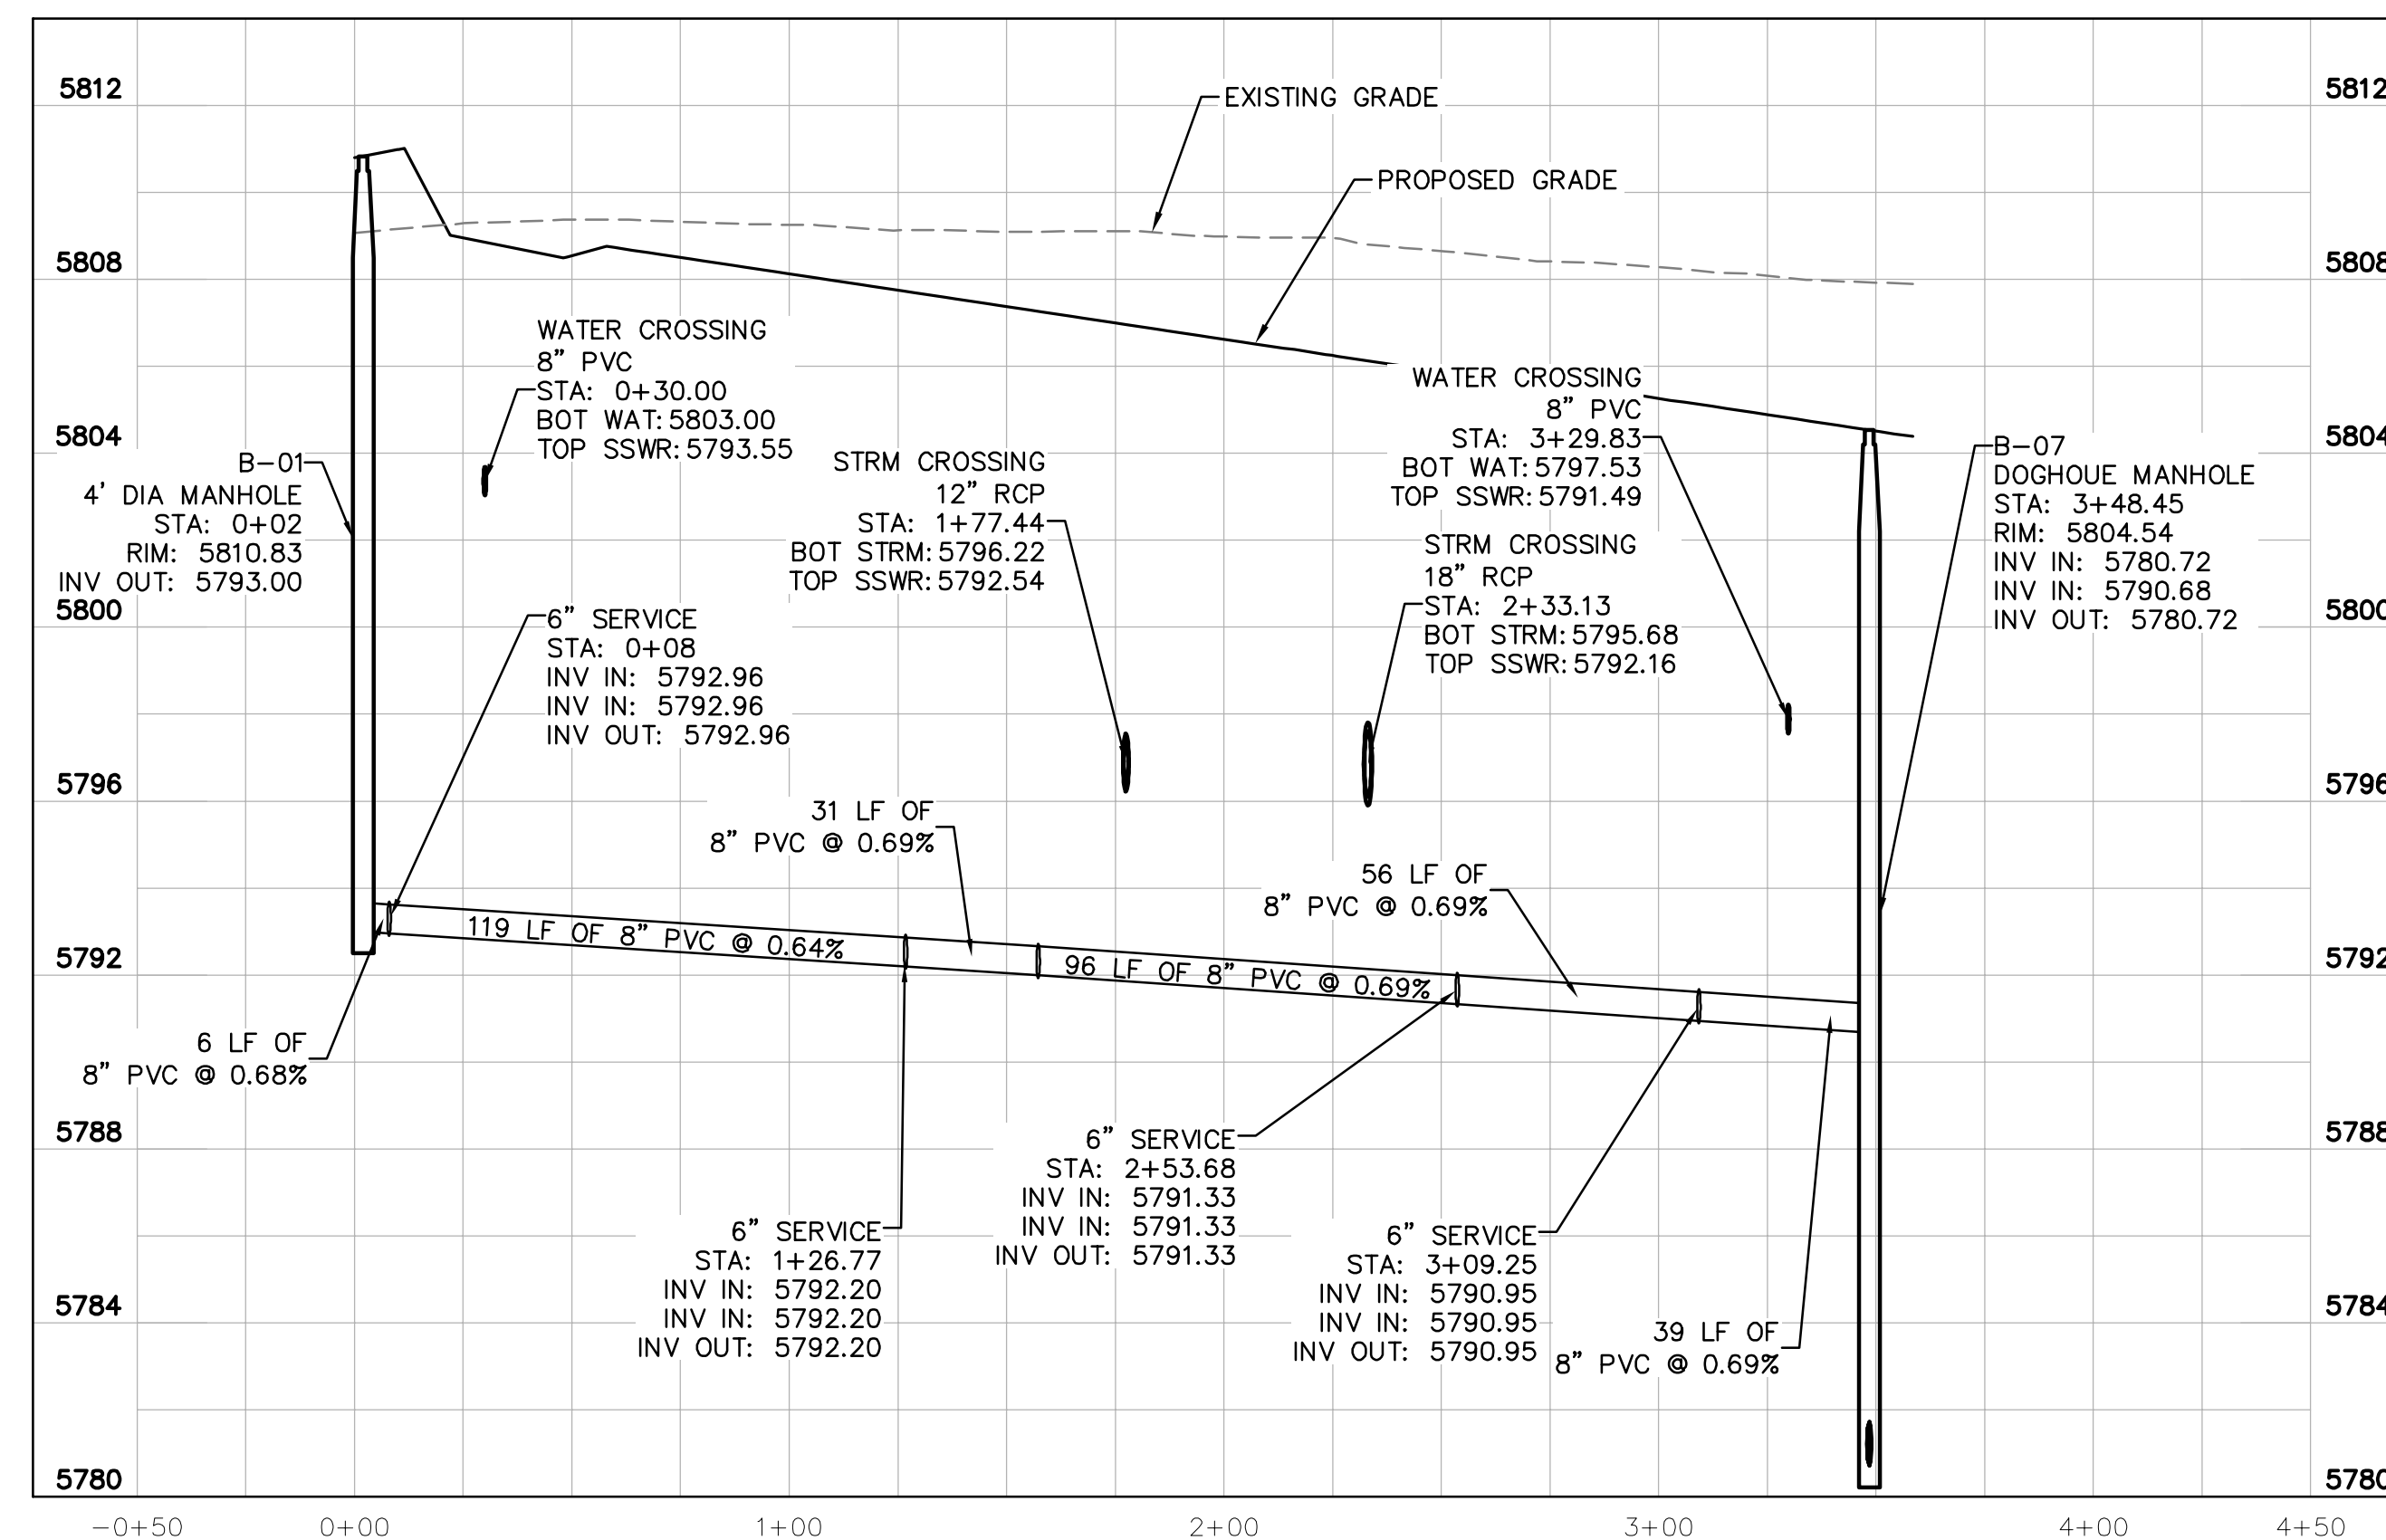 EXISTING GRADE
PROPOSED GRADE
5812
5808
5804
5800
5796
5792
5788
5784
5780
5812
5808
5804
5800
5796
5792
5788
5784
5780
B-01
4' DIA MANHOLE
STA: 0+02
RIM: 5810.83
INV OUT: 5793.00
WATER CROSSING
8" PVC
STA: 0+30.00
BOT WAT: 5803.00
TOP SSWR: 5793.55
6" SERVICE
STA: 0+08
INV IN: 5792.96
INV IN: 5792.96
INV OUT: 5792.96
STRM CROSSING
12" RCP
STA: 1+77.44
BOT STRM: 5796.22
TOP SSWR: 5792.54
WATER CROSSING
8" PVC
STA: 3+29.83
BOT WAT: 5797.53
TOP SSWR: 5791.49
STRM CROSSING
18" RCP
STA: 2+33.13
BOT STRM: 5795.68
TOP SSWR: 5792.16
B-07
DOGHOUE MANHOLE
STA: 3+48.45
RIM: 5804.54
INV IN: 5780.72
INV IN: 5790.68
INV OUT: 5780.72
31 LF OF
8" PVC @ 0.69%
56 LF OF
8" PVC @ 0.69%
119 LF OF 8" PVC @ 0.64%
96 LF OF 8" PVC @ 0.69%
6 LF OF
8" PVC @ 0.68%
6" SERVICE
STA: 1+26.77
INV IN: 5792.20
INV IN: 5792.20
INV OUT: 5792.20
6" SERVICE
STA: 2+53.68
INV IN: 5791.33
INV IN: 5791.33
INV OUT: 5791.33
6" SERVICE
STA: 3+09.25
INV IN: 5790.95
INV IN: 5790.95
INV OUT: 5790.95
39 LF OF
8" PVC @ 0.69%
-0+50
0+00
1+00
2+00
3+00
4+00
4+50